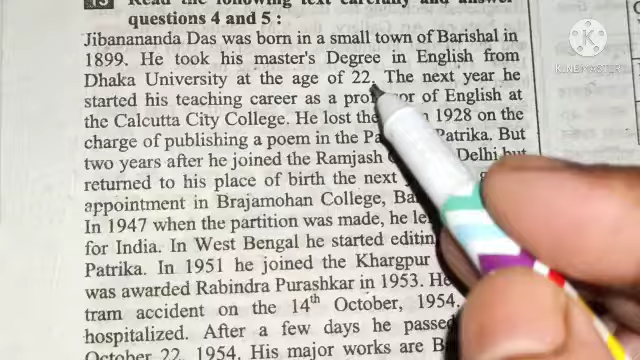 Read the following text carefully and answer
questions 4 and 5 :
Jibanananda Das was born in a small town of Barishal in
1899. He took his master's Degree in English from
Dhaka University at the age of 22. The next year he
started his teaching career as a professor of English at
the Calcutta City College. He lost the 1928 on the
charge of publishing a poem in the Patrika. But
two years after he joined the Ramjash Delhi but
returned to his place of birth the next
appointment in Brajamohan College,
In 1947 when the partition was made, he
for India. In West Bengal he started
Patrika. In 1951 he joined the Khargpur
was awarded Rabindra Purashkar in 1953. He
tram accident on the 14th October, 1954.
hospitalized. After a few days he passed
October 22, 1954. His major works are
KINEMASTER